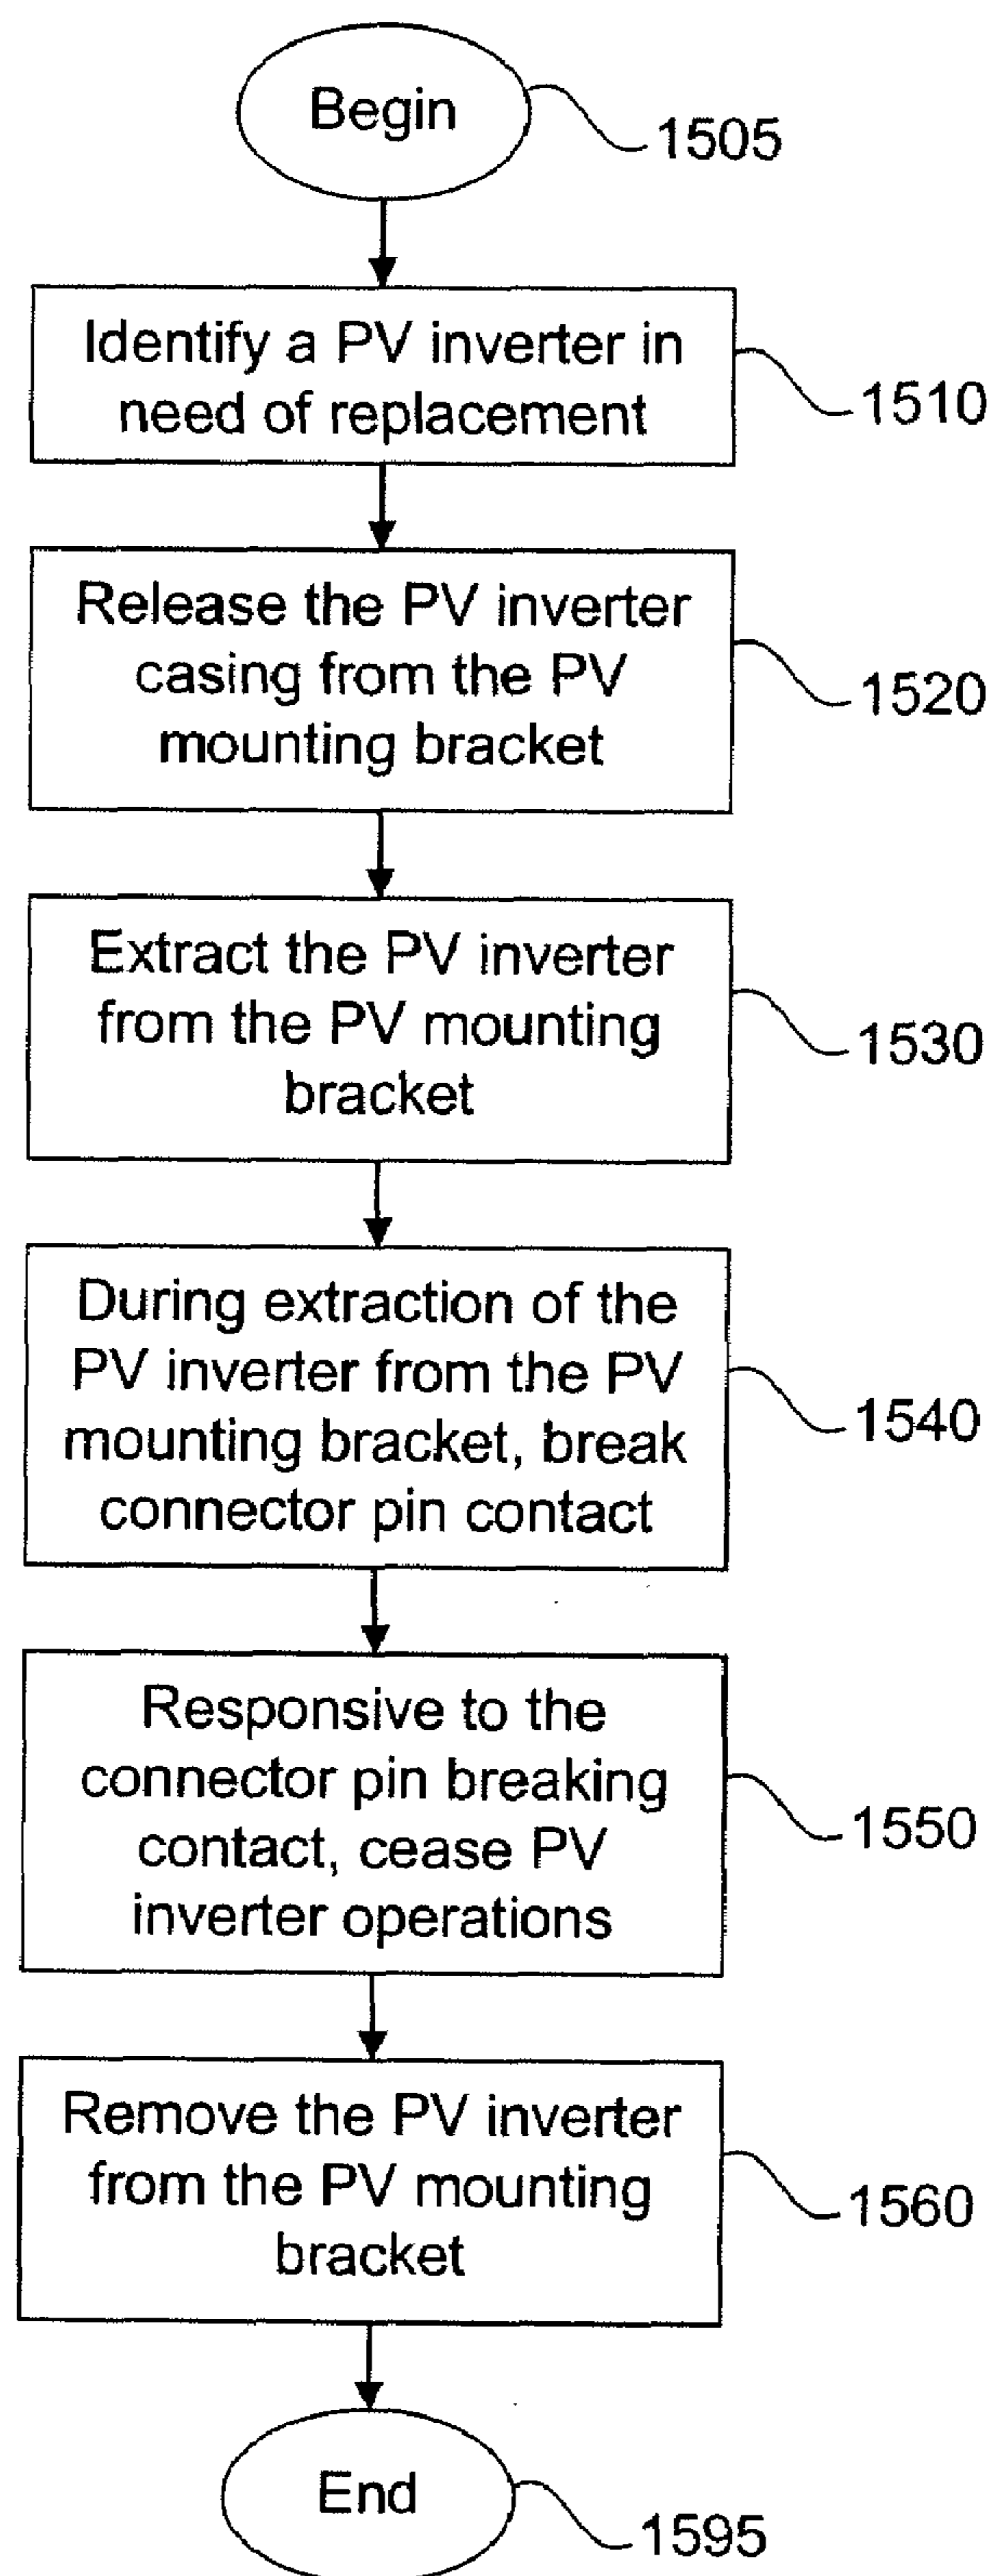 Begin
1505
Identify a PV inverter in
need of replacement
1510
Release the PV inverter
casing from the PV
mounting bracket
1520
Extract the PV inverter
from the PV mounting
bracket
1530
During extraction of the
PV inverter from the PV
mounting bracket, break
connector pin contact
1540
Responsive to the
connector pin breaking
contact, cease PV
inverter operations
1550
Remove the PV inverter
from the PV mounting
bracket
1560
End
1595